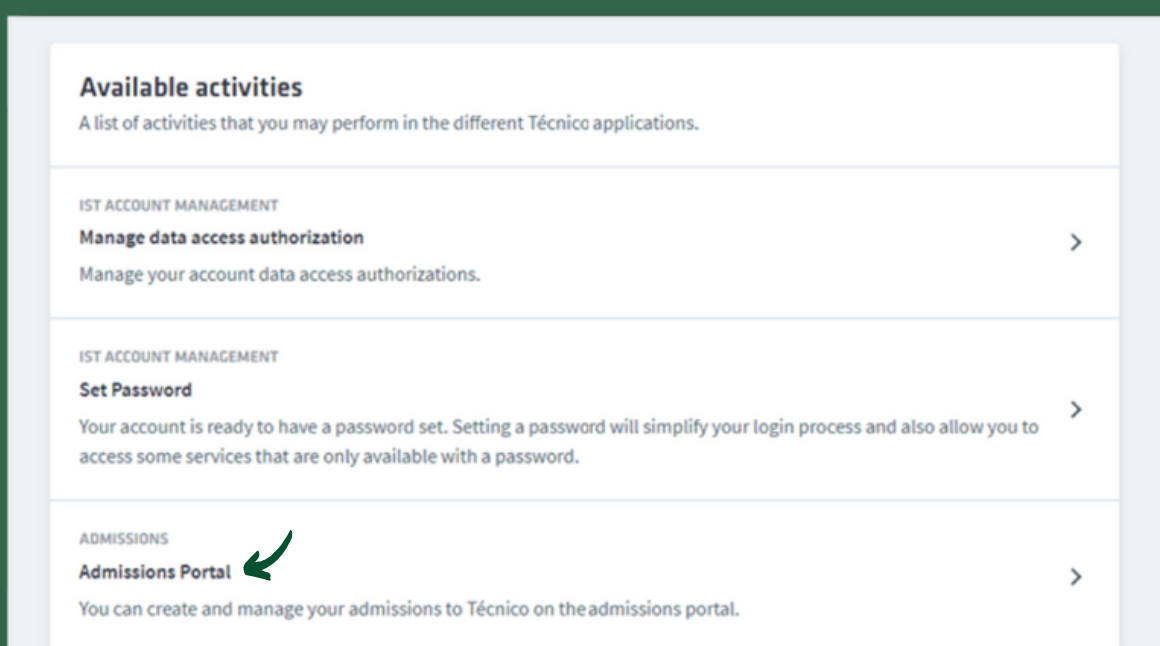 Available activities
A list of activities that you may perform in the different Técnico applications.
IST ACCOUNT MANAGEMENT
Manage data access authorization
Manage your account data access authorizations.
IST ACCOUNT MANAGEMENT
Set Password
Your account is ready to have a password set. Setting a password will simplify your login process and also allow you to
access some services that are only available with a password.
ADMISSIONS
Admissions Portal
You can create and manage your admissions to Técnico on the admissions portal.